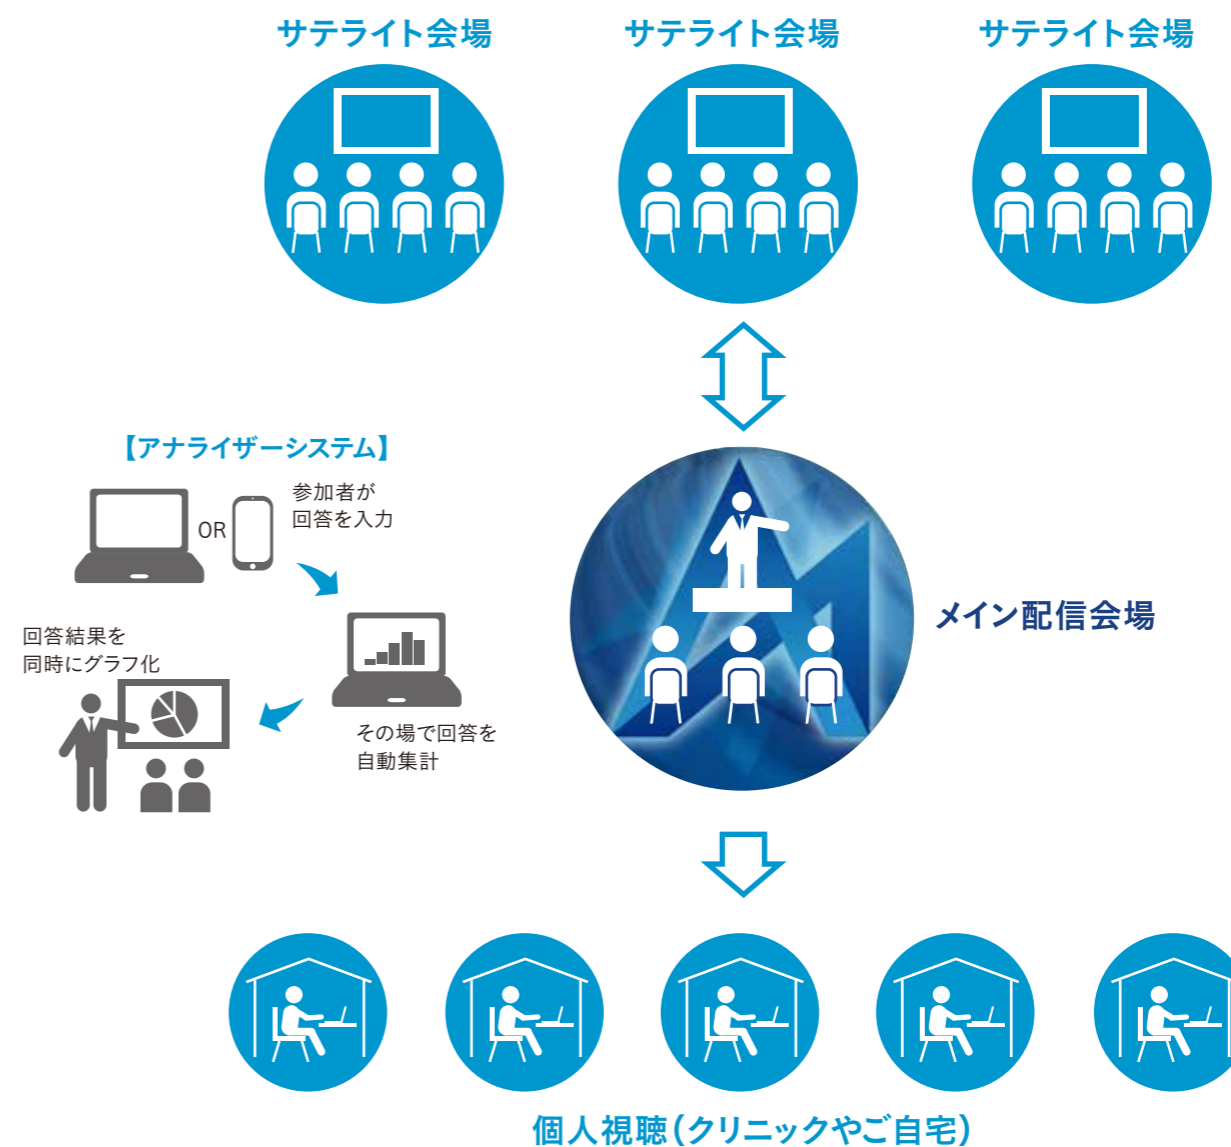 サテライト会場
サテライト会場
サテライト会場
【アナライザーシステム】
OR
参加者が
回答を入力
回答結果を
同時にグラフ化
その場で回答を
自動集計
メイン配信会場
個人視聴(クリニックやご自宅)